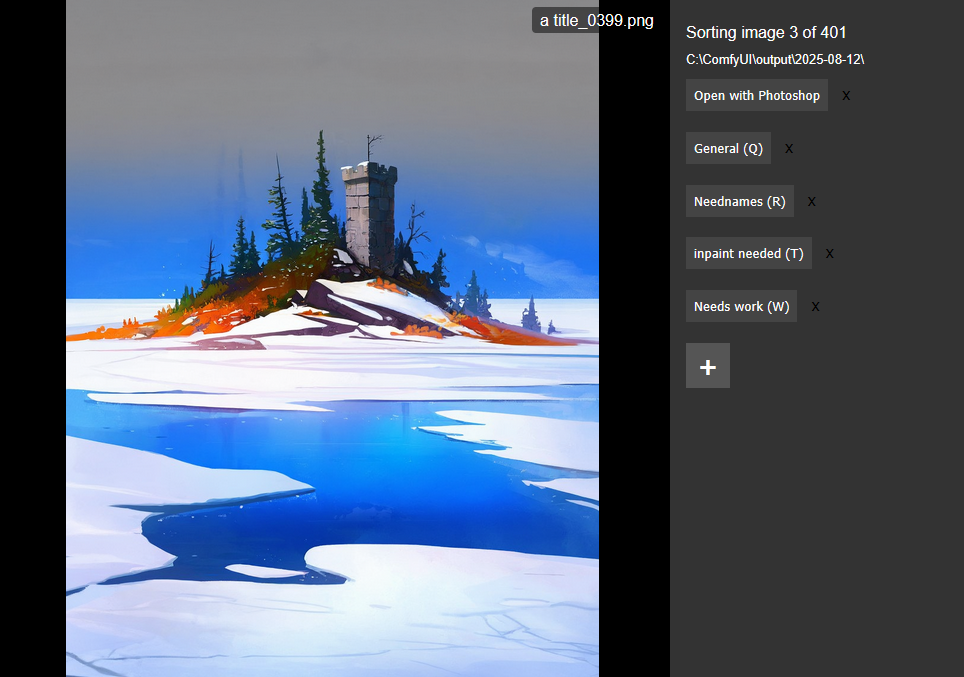 a title_0399.png
Sorting image 3 of 401
C:\ComfyUI\output\2025-08-12\
Open with Photoshop X
General (Q) X
Neednames (R) X
inpaint needed (T) X
Needs work (W) X
+